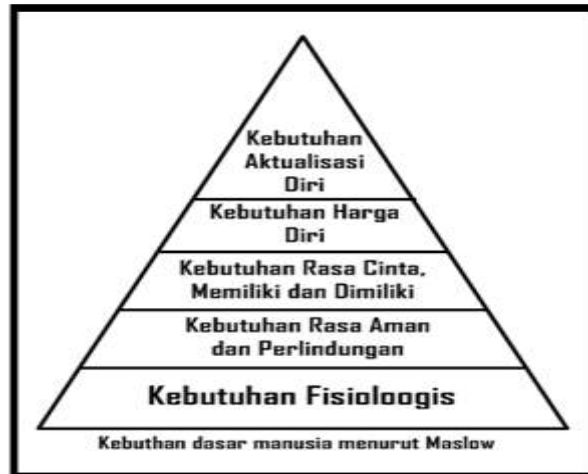 Kebutuhan
Aktualisasi
Diri
Kebutuhan Harga
Diri
Kebutuhan Rasa Cinta,
Memiliki dan Dimiliki
Kebutuhan Rasa Aman
dan Perlindungan
Kebutuhan Fisioloogis
Kebuthan dasar manusia menurut Maslow